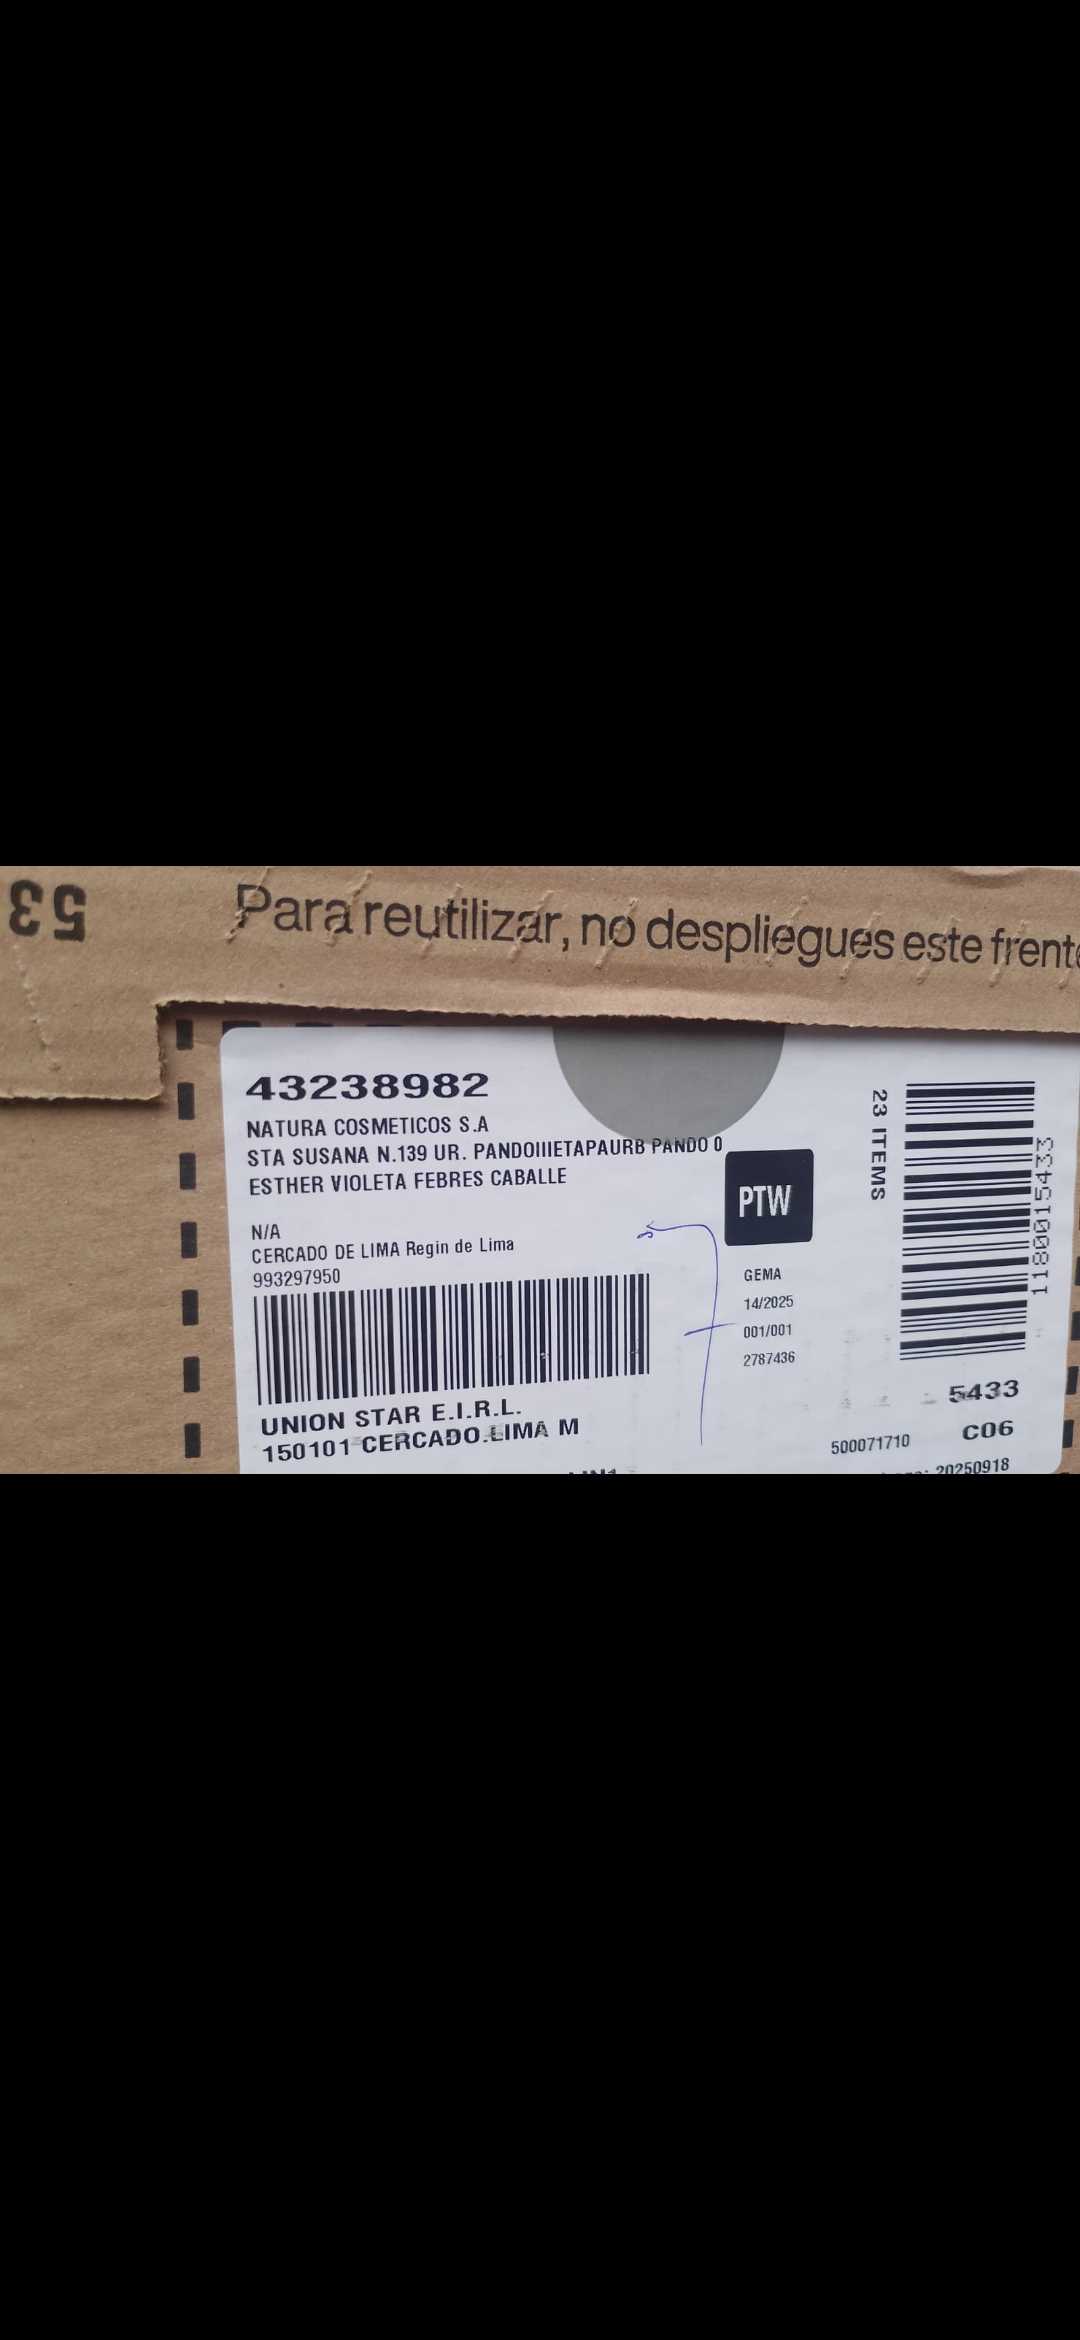 53
Para reutilizar, no despliegues este frente
43238982
NATURA COSMETICOS S.A
STA SUSANA N.139 UR. PANDOIIIETAPAURB PANDO 0
ESTHER VIOLETA FEBRES CABALLE
N/A
CERCADO DE LIMA Regin de Lima
993297950
UNION STAR E.I.R.L.
150101 CERCADO.LIMA M
PTW
GEMA
14/2025
001/001
2787436
23 ITEMS
1180015433
5433
500071710
C06
20250918